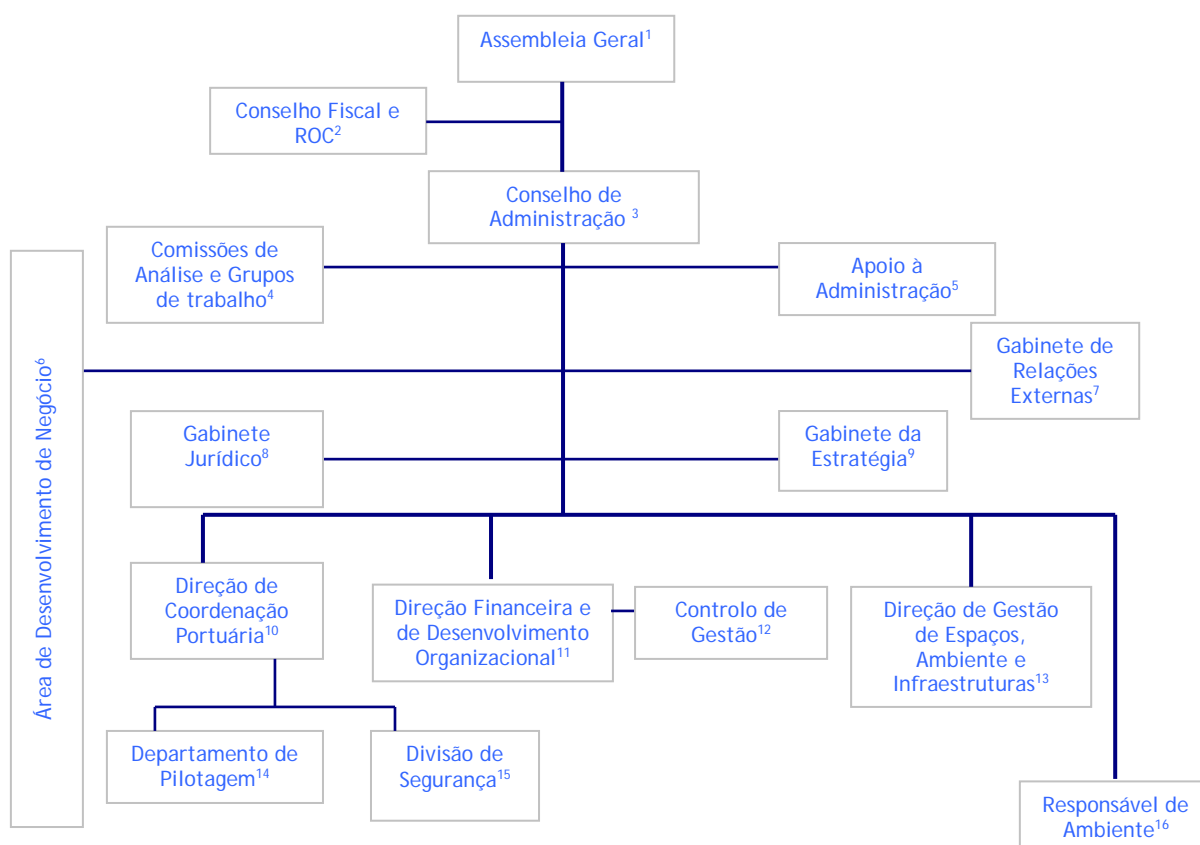 Assembleia Geral¹
Conselho Fiscal e
ROC²
Conselho de
Administração ³
Comissões de
Análise e Grupos
de trabalho⁴
Apoio à
Administração⁵
Área de Desenvolvimento de Negócio⁶
Gabinete de
Relações
Externas⁷
Gabinete
Jurídico⁸
Gabinete da
Estratégia⁹
Direção de
Coordenação
Portuária¹⁰
Direção Financeira e
de Desenvolvimento
Organizacional¹¹
Controlo de
Gestão¹²
Direção de Gestão
de Espaços,
Ambiente e
Infraestruturas¹³
Departamento de
Pilotagem¹⁴
Divisão de
Segurança¹⁵
Responsável de
Ambiente¹⁶